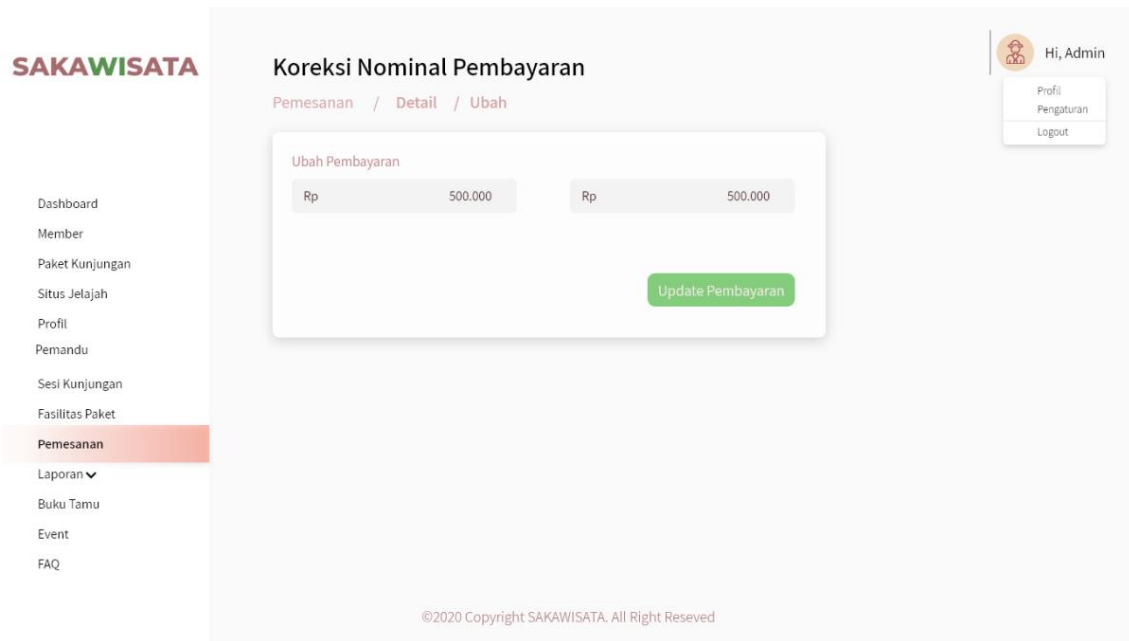 SAKAWISATA
Dashboard
Member
Paket Kunjungan
Situs Jelajah
Profil
Pemandu
Sesi Kunjungan
Fasilitas Paket
Pemesanan
Laporan
Buku Tamu
Event
FAQ
Koreksi Nominal Pembayaran
Pemesanan / Detail / Ubah
Ubah Pembayaran
Rp 500.000 Rp 500.000
Update Pembayaran
Hi, Admin
Profil
Pengaturan
Logout
©2020 Copyright SAKAWISATA. All Right Reseved